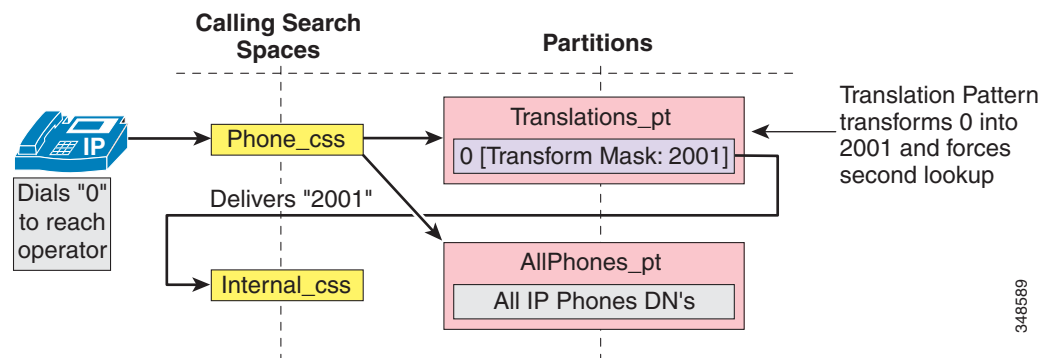 Calling Search
Spaces
Partitions
IP
Dials "0"
to reach
operator
Phone_css
Translations_pt
0 [Transform Mask: 2001]
Translation Pattern
transforms 0 into
2001 and forces
second lookup
Delivers "2001"
Internal_css
AllPhones_pt
All IP Phones DN's
348589